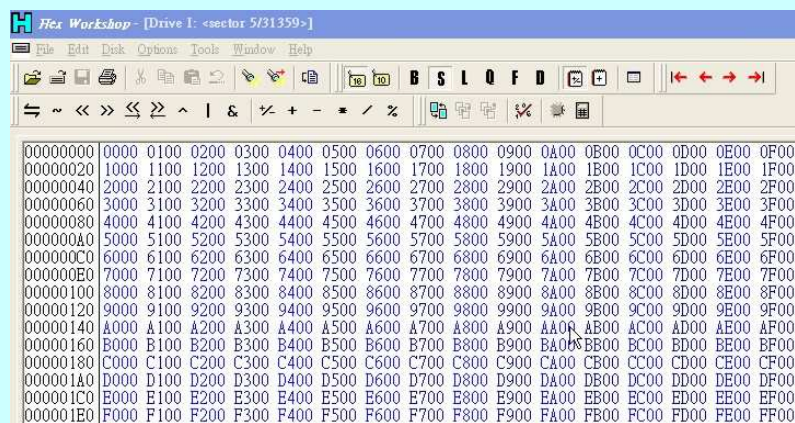 Hex Workshop - [Drive I: <sector 5/31359>]
File Edit Disk Options Tools Window Help
16 10 B S L Q F D
~ << >> ^ | & +/- + - * / %
00000000 0000 0100 0200 0300 0400 0500 0600 0700 0800 0900 0A00 0B00 0C00 0D00 0E00 0F00
00000020 1000 1100 1200 1300 1400 1500 1600 1700 1800 1900 1A00 1B00 1C00 1D00 1E00 1F00
00000040 2000 2100 2200 2300 2400 2500 2600 2700 2800 2900 2A00 2B00 2C00 2D00 2E00 2F00
00000060 3000 3100 3200 3300 3400 3500 3600 3700 3800 3900 3A00 3B00 3C00 3D00 3E00 3F00
00000080 4000 4100 4200 4300 4400 4500 4600 4700 4800 4900 4A00 4B00 4C00 4D00 4E00 4F00
000000A0 5000 5100 5200 5300 5400 5500 5600 5700 5800 5900 5A00 5B00 5C00 5D00 5E00 5F00
000000C0 6000 6100 6200 6300 6400 6500 6600 6700 6800 6900 6A00 6B00 6C00 6D00 6E00 6F00
000000E0 7000 7100 7200 7300 7400 7500 7600 7700 7800 7900 7A00 7B00 7C00 7D00 7E00 7F00
00000100 8000 8100 8200 8300 8400 8500 8600 8700 8800 8900 8A00 8B00 8C00 8D00 8E00 8F00
00000120 9000 9100 9200 9300 9400 9500 9600 9700 9800 9900 9A00 9B00 9C00 9D00 9E00 9F00
00000140 A000 A100 A200 A300 A400 A500 A600 A700 A800 A900 AA00 AB00 AC00 AD00 AE00 AF00
00000160 B000 B100 B200 B300 B400 B500 B600 B700 B800 B900 BA00 BB00 BC00 BD00 BE00 BF00
00000180 C000 C100 C200 C300 C400 C500 C600 C700 C800 C900 CA00 CB00 CC00 CD00 CE00 CF00
000001A0 D000 D100 D200 D300 D400 D500 D600 D700 D800 D900 DA00 DB00 DC00 DD00 DE00 DF00
000001C0 E000 E100 E200 E300 E400 E500 E600 E700 E800 E900 EA00 EB00 EC00 ED00 EE00 EF00
000001E0 F000 F100 F200 F300 F400 F500 F600 F700 F800 F900 FA00 FB00 FC00 FD00 FE00 FF00